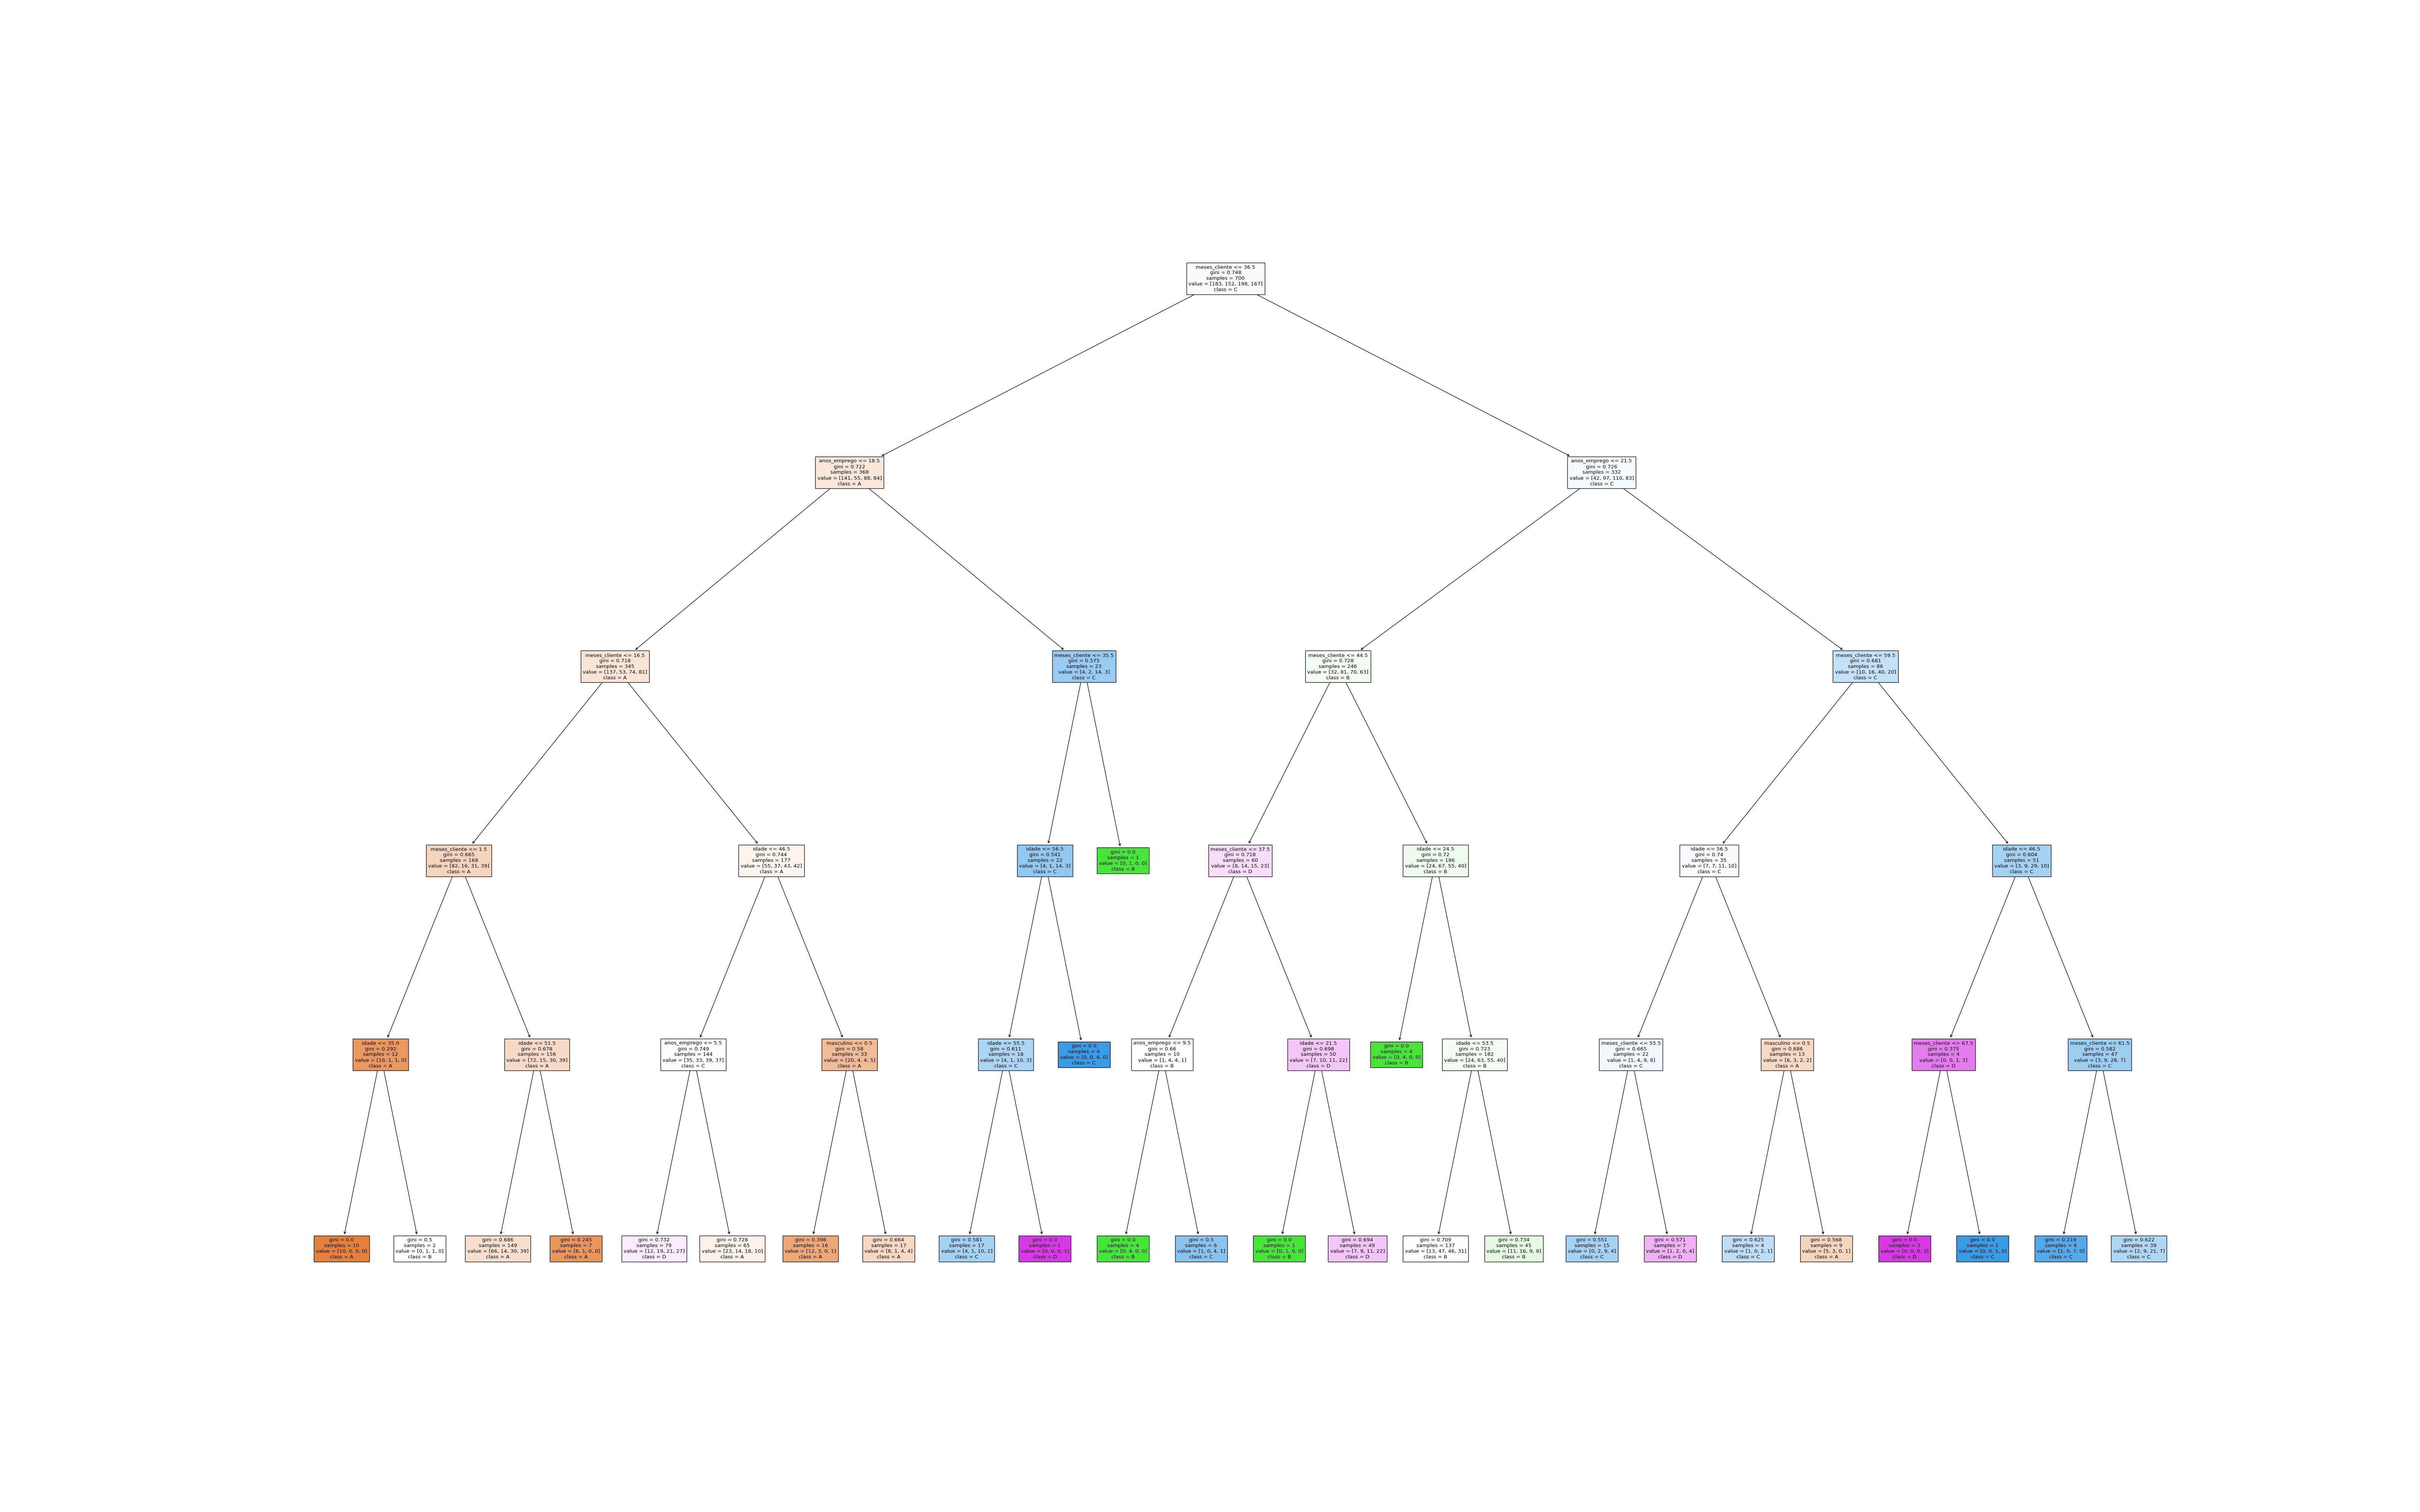 meses_cliente <= 36.5
gini = 0.748
samples = 700
value = [183, 152, 198, 167]
class = C
anos_emprego <= 18.5
gini = 0.722
samples = 368
value = [141, 55, 88, 84]
class = A
anos_emprego <= 21.5
gini = 0.726
samples = 332
value = [42, 97, 110, 83]
class = C
meses_cliente <= 16.5
gini = 0.718
samples = 345
value = [137, 53, 74, 81]
class = A
meses_cliente <= 35.5
gini = 0.575
samples = 23
value = [4, 2, 14, 3]
class = C
meses_cliente <= 44.5
gini = 0.728
samples = 246
value = [32, 81, 70, 63]
class = B
meses_cliente <= 59.5
gini = 0.681
samples = 86
value = [10, 16, 40, 20]
class = C
meses_cliente <= 1.5
gini = 0.665
samples = 168
value = [82, 16, 31, 39]
class = A
idade <= 46.5
gini = 0.744
samples = 177
value = [55, 37, 43, 42]
class = A
idade <= 56.5
gini = 0.541
samples = 22
value = [4, 1, 14, 3]
class = C
gini = 0.0
samples = 1
value = [0, 1, 0, 0]
class = B
meses_cliente <= 37.5
gini = 0.718
samples = 60
value = [8, 14, 15, 23]
class = D
idade <= 24.5
gini = 0.72
samples = 186
value = [24, 67, 55, 40]
class = B
idade <= 56.5
gini = 0.74
samples = 35
value = [7, 7, 11, 10]
class = C
idade <= 46.5
gini = 0.604
samples = 51
value = [3, 9, 29, 10]
class = C
idade <= 35.0
gini = 0.292
samples = 12
value = [10, 1, 1, 0]
class = A
idade <= 51.5
gini = 0.678
samples = 156
value = [72, 15, 30, 39]
class = A
anos_emprego <= 5.5
gini = 0.749
samples = 144
value = [35, 33, 39, 37]
class = C
masculino <= 0.5
gini = 0.58
samples = 33
value = [20, 4, 4, 5]
class = A
idade <= 55.5
gini = 0.611
samples = 18
value = [4, 1, 10, 3]
class = C
gini = 0.0
samples = 4
value = [0, 0, 4, 0]
class = C
anos_emprego <= 9.5
gini = 0.66
samples = 10
value = [1, 4, 4, 1]
class = B
idade <= 21.5
gini = 0.698
samples = 50
value = [7, 10, 11, 22]
class = D
gini = 0.0
samples = 4
value = [0, 4, 0, 0]
class = B
idade <= 53.5
gini = 0.723
samples = 182
value = [24, 63, 55, 40]
class = B
meses_cliente <= 55.5
gini = 0.665
samples = 22
value = [1, 4, 9, 8]
class = C
masculino <= 0.5
gini = 0.686
samples = 13
value = [6, 3, 2, 2]
class = A
meses_cliente <= 67.5
gini = 0.375
samples = 4
value = [0, 0, 1, 3]
class = D
meses_cliente <= 61.5
gini = 0.582
samples = 47
value = [3, 9, 28, 7]
class = C
gini = 0.0
samples = 10
value = [10, 0, 0, 0]
class = A
gini = 0.5
samples = 2
value = [0, 1, 1, 0]
class = B
gini = 0.686
samples = 149
value = [66, 14, 30, 39]
class = A
gini = 0.245
samples = 7
value = [6, 1, 0, 0]
class = A
gini = 0.732
samples = 79
value = [12, 19, 21, 27]
class = D
gini = 0.728
samples = 65
value = [23, 14, 18, 10]
class = A
gini = 0.398
samples = 16
value = [12, 3, 0, 1]
class = A
gini = 0.664
samples = 17
value = [8, 1, 4, 4]
class = A
gini = 0.581
samples = 17
value = [4, 1, 10, 2]
class = C
gini = 0.0
samples = 1
value = [0, 0, 0, 1]
class = D
gini = 0.0
samples = 4
value = [0, 4, 0, 0]
class = B
gini = 0.5
samples = 6
value = [1, 0, 4, 1]
class = C
gini = 0.0
samples = 1
value = [0, 1, 0, 0]
class = B
gini = 0.694
samples = 49
value = [7, 9, 11, 22]
class = D
gini = 0.709
samples = 137
value = [13, 47, 46, 31]
class = B
gini = 0.734
samples = 45
value = [11, 16, 9, 9]
class = B
gini = 0.551
samples = 15
value = [0, 2, 9, 4]
class = C
gini = 0.571
samples = 7
value = [1, 2, 0, 4]
class = D
gini = 0.625
samples = 4
value = [1, 0, 2, 1]
class = C
gini = 0.568
samples = 9
value = [5, 3, 0, 1]
class = A
gini = 0.0
samples = 3
value = [0, 0, 0, 3]
class = D
gini = 0.0
samples = 1
value = [0, 0, 1, 0]
class = C
gini = 0.219
samples = 8
value = [1, 0, 7, 0]
class = C
gini = 0.622
samples = 39
value = [2, 9, 21, 7]
class = C